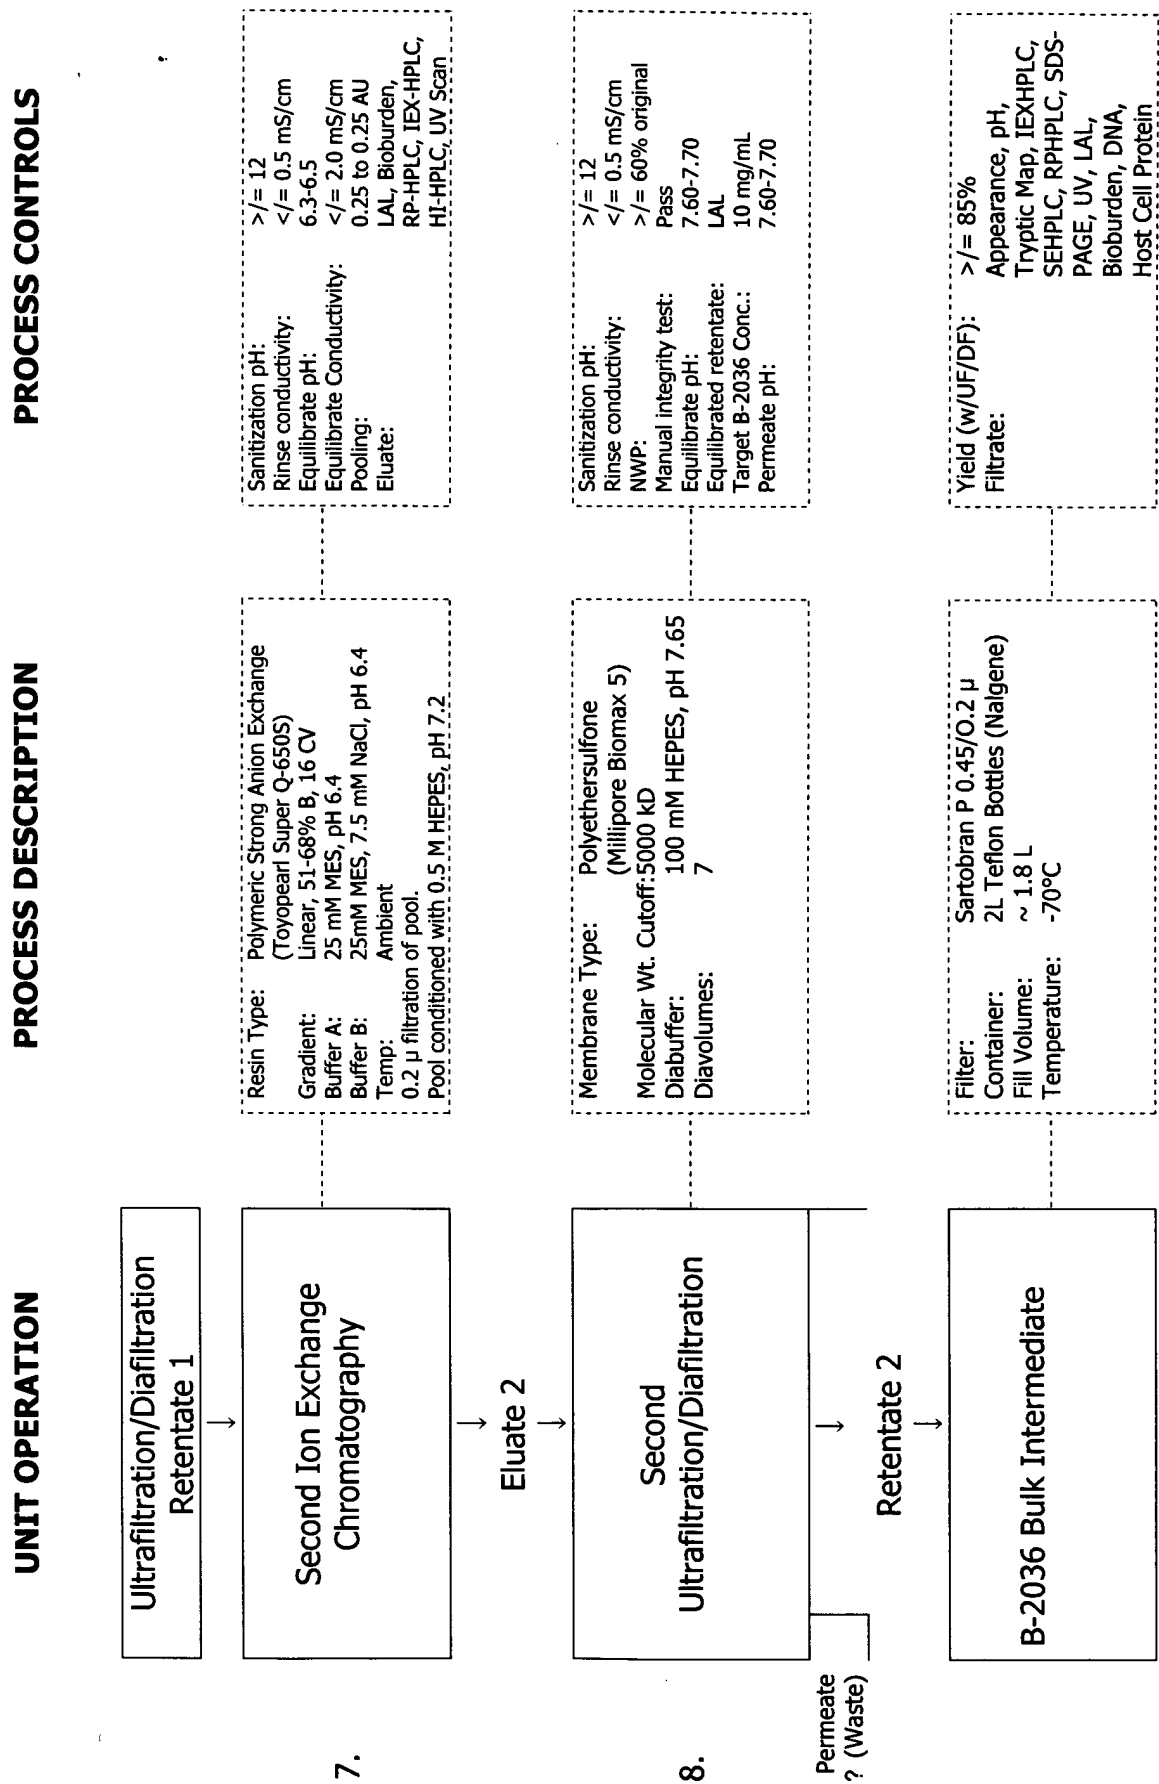 UNIT OPERATION
PROCESS DESCRIPTION
PROCESS CONTROLS
Ultrafiltration/Diafiltration
Retentate 1
7.
Second Ion Exchange
Chromatography
Resin Type: Polymeric Strong Anion Exchange
(Toyopearl Super Q-650S)
Gradient: Linear, 51-68% B, 16 CV
Buffer A: 25 mM MES, pH 6.4
Buffer B: 25mM MES, 7.5 mM NaCl, pH 6.4
Temp: Ambient
0.2 µ filtration of pool.
Pool conditioned with 0.5 M HEPES, pH 7.2
Sanitization pH: >/= 12
Rinse conductivity: </= 0.5 mS/cm
Equilibrate pH: 6.3-6.5
Equilibrate Conductivity: </= 2.0 mS/cm
Pooling: 0.25 to 0.25 AU
Eluate: LAL, Bioburden,
RP-HPLC, IEX-HPLC,
HI-HPLC, UV Scan
Eluate 2
8.
Second
Ultrafiltration/Diafiltration
Membrane Type: Polyethersulfone
(Millipore Biomax 5)
Molecular Wt. Cutoff:5000 kD
Diabuffer: 100 mM HEPES, pH 7.65
Diavolumes: 7
Sanitization pH: >/= 12
Rinse conductivity: </= 0.5 mS/cm
NWP: >/= 60% original
Manual integrity test: Pass
Equilibrate pH: 7.60-7.70
Equilibrated retentate: LAL
Target B-2036 Conc.: 10 mg/mL
Permeate pH: 7.60-7.70
Permeate
? (Waste)
Retentate 2
B-2036 Bulk Intermediate
Filter: Sartobran P 0.45/O.2 µ
Container: 2L Teflon Bottles (Nalgene)
Fill Volume: ~ 1.8 L
Temperature: -70°C
Yield (w/UF/DF): >/= 85%
Filtrate: Appearance, pH,
Tryptic Map, IEXHPLC,
SEHPLC, RPHPLC, SDS-
PAGE, UV, LAL,
Bioburden, DNA,
Host Cell Protein